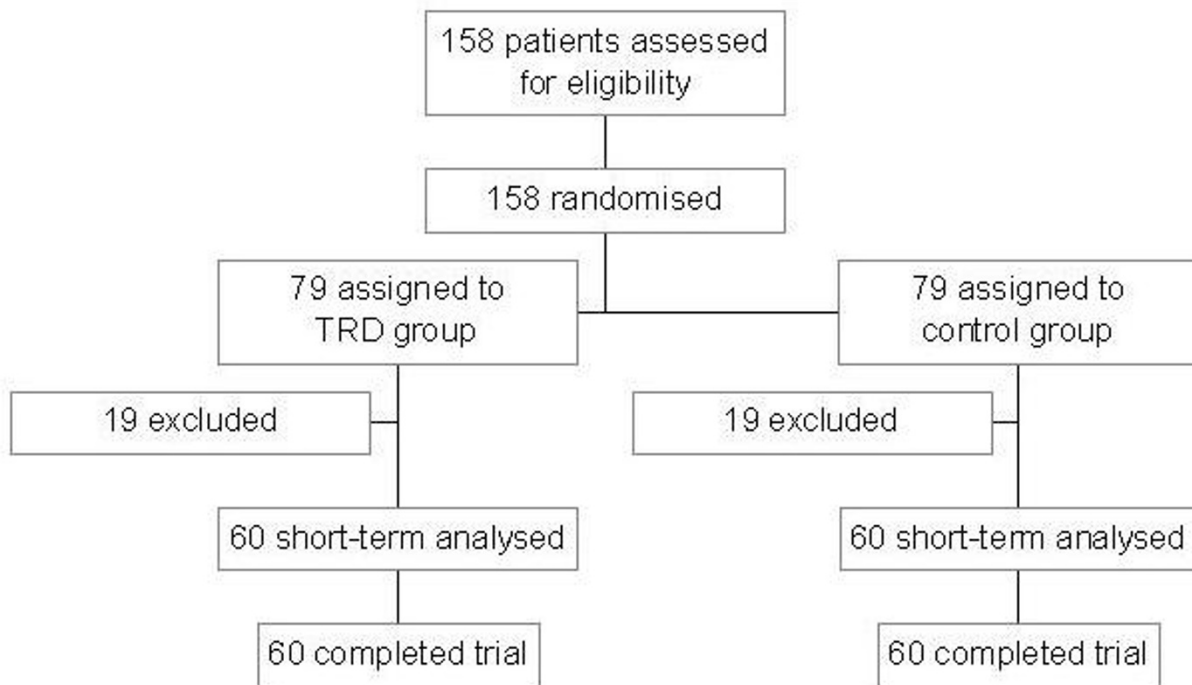 158 patients assessed
for eligibility
158 randomised
79 assigned to
TRD group
79 assigned to
control group
19 excluded
19 excluded
60 short-term analysed
60 short-term analysed
60 completed trial
60 completed trial